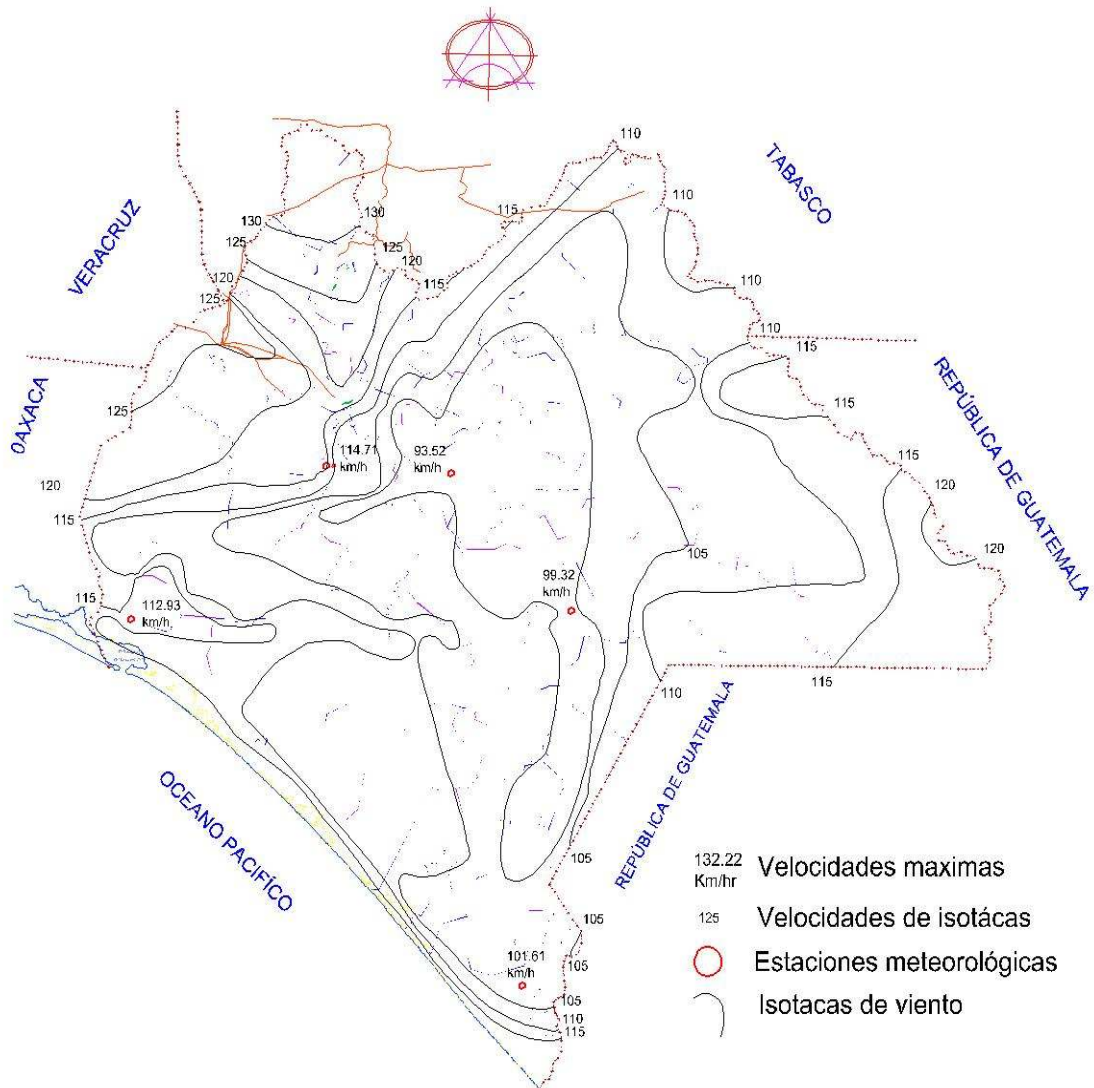 110
TABASCO
VERACRUZ
110
115
130
130
125
125
120
120
115
125
110
110
115
OAXACA
125
115
REPÚBLICA DE GUATEMALA
114.71
km/h
93.52
km/h
115
120
120
115
105
120
99.32
km/h
115
112.93
km/h
115
110
REPÚBLICA DE GUATEMALA
OCEANO PACIFÍCO
105
132.22
Km/hr
Velocidades maximas
125
Velocidades de isotácas
105
101.61
km/h
105
Estaciones meteorológicas
105
110
115
Isotacas de viento